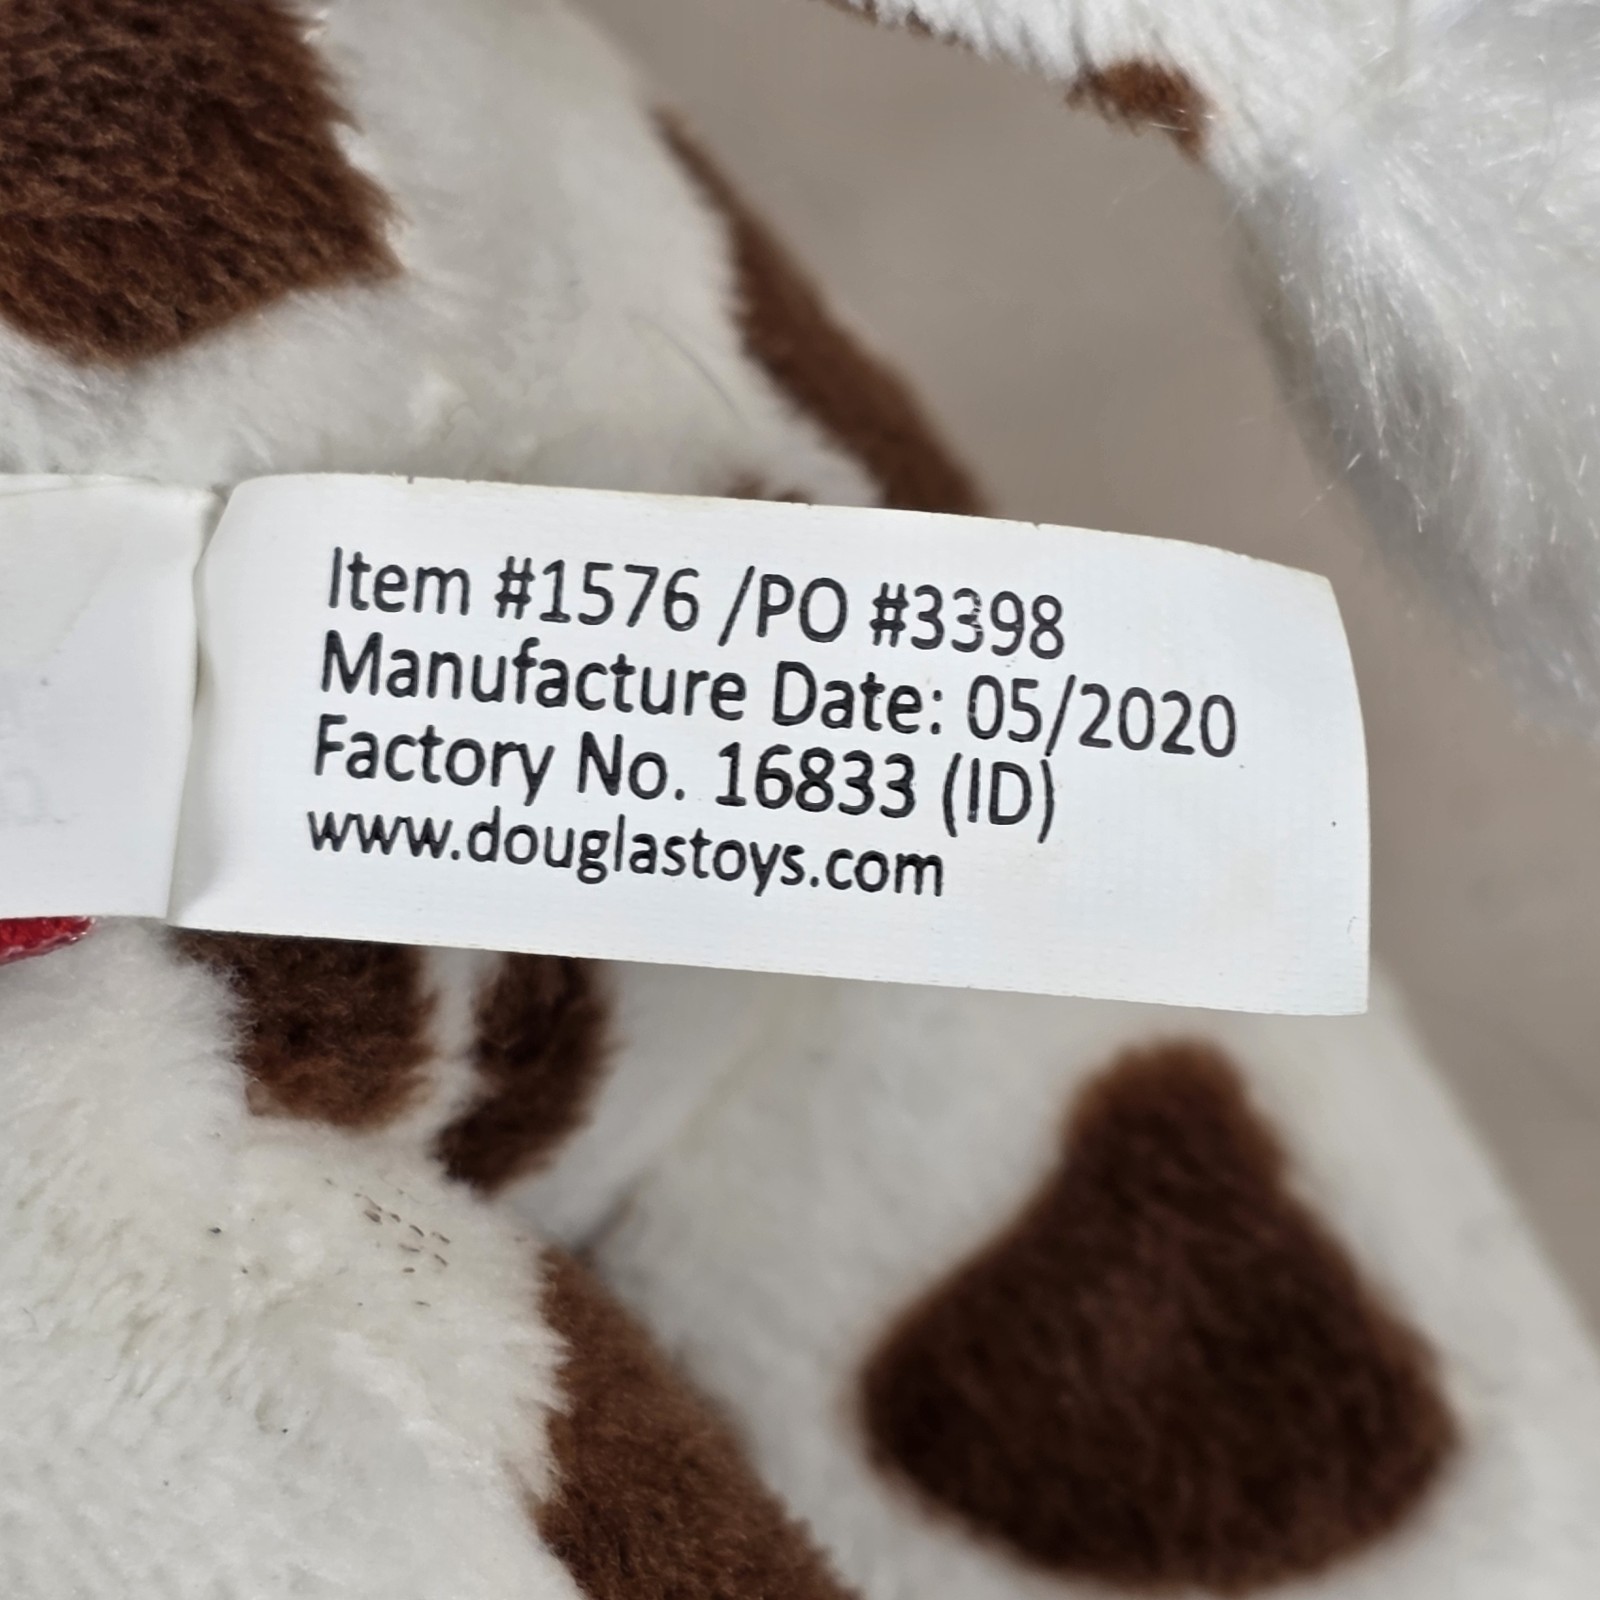 Item #1576 /PO #3398
Manufacture Date: 05/2020
Factory No. 16833 (ID)
www.douglastoys.com